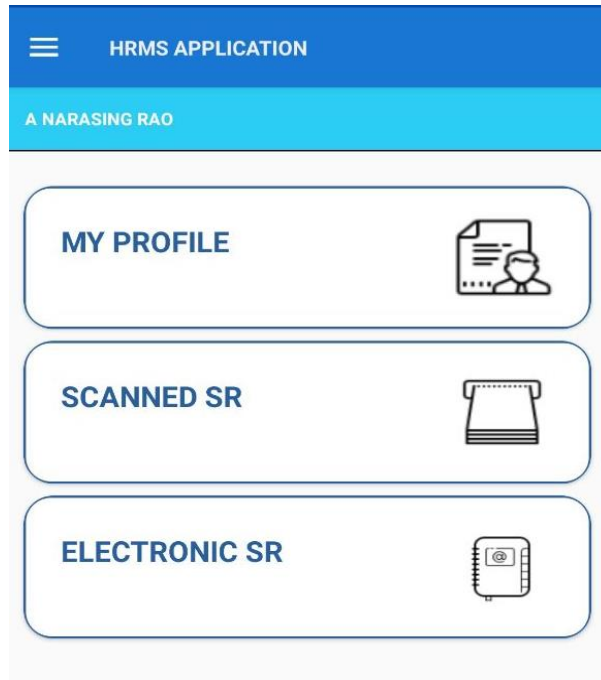 HRMS APPLICATION
A NARASING RAO
MY PROFILE
SCANNED SR
ELECTRONIC SR
@